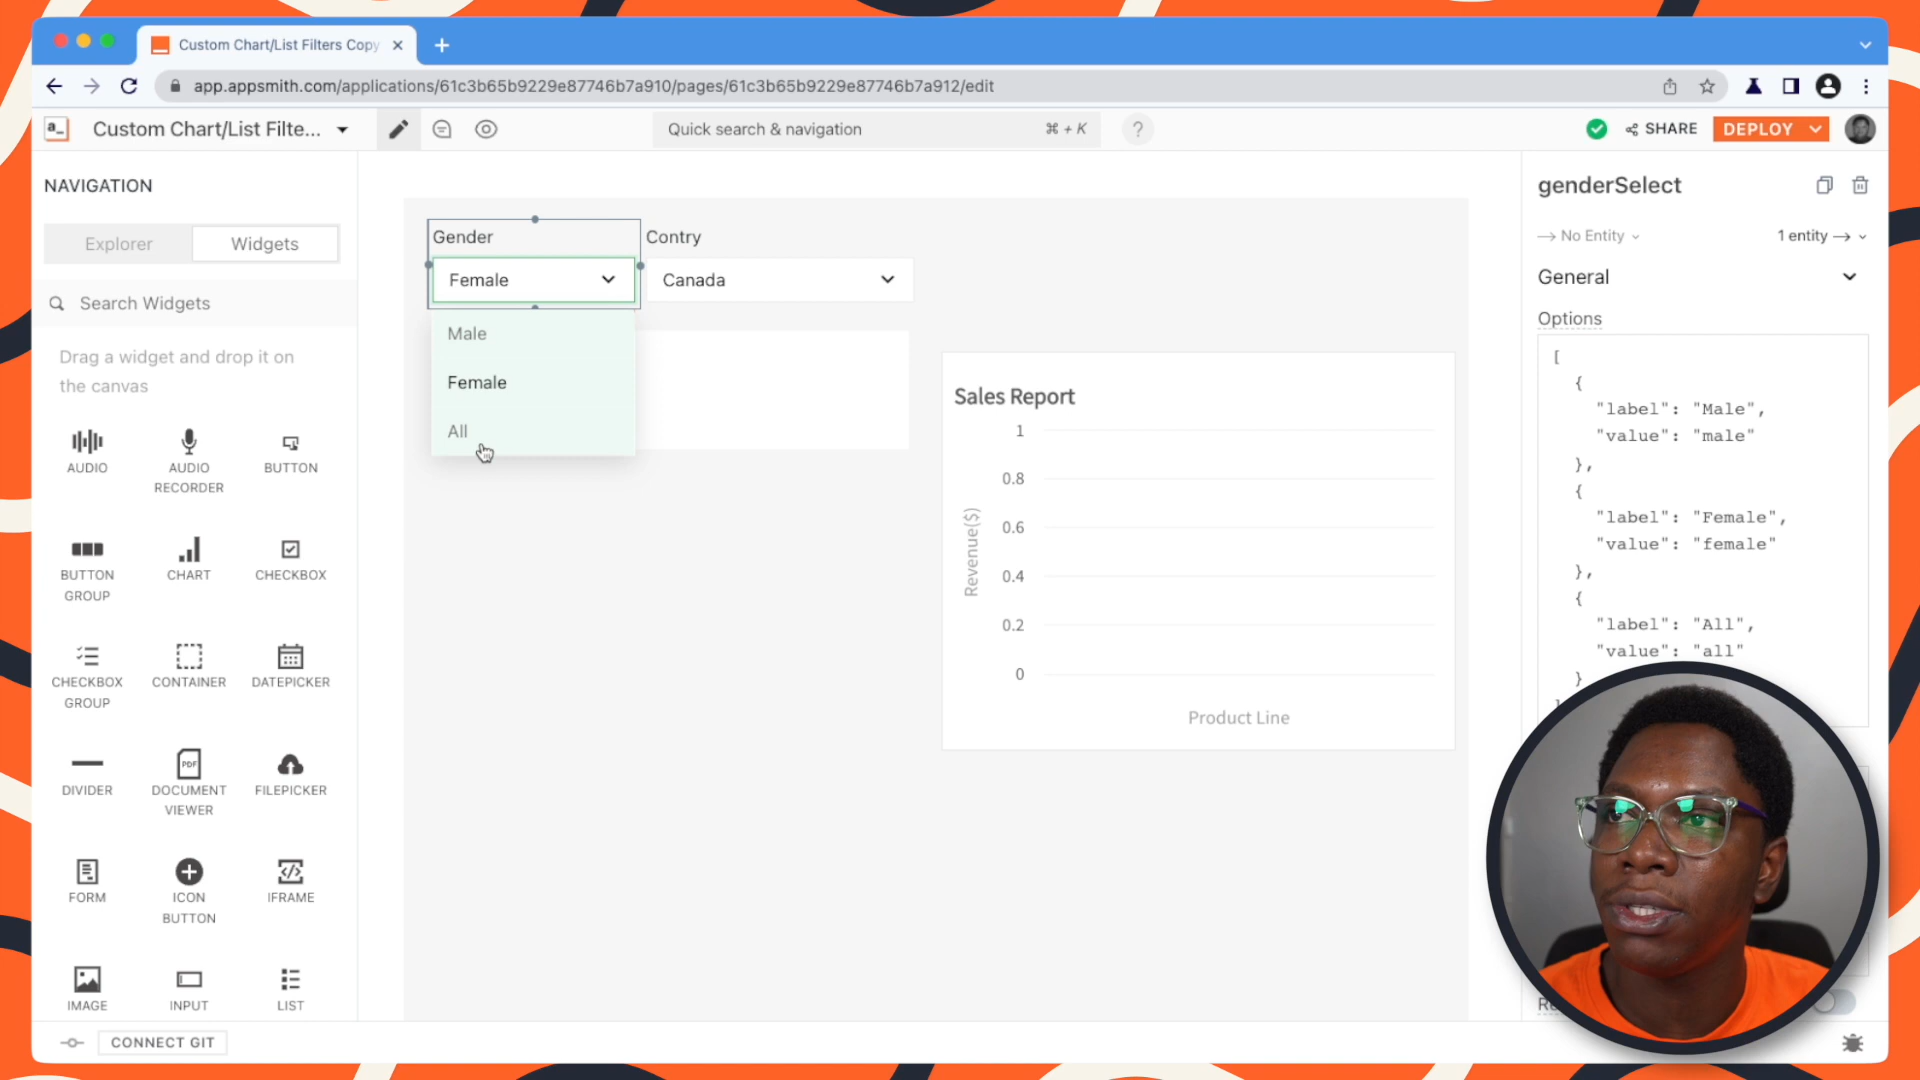 Custom Chart/List Filters Copy
app.appsmith.com/applications/61c3b65b9229e87746b7a910/pages/61c3b65b9229e87746b7a912/edit
a_
Custom Chart/List Filte...
Quick search & navigation
⌘ + K
?
SHARE
DEPLOY
NAVIGATION
Explorer
Widgets
Search Widgets
Drag a widget and drop it on
the canvas
AUDIO
AUDIO
RECORDER
BUTTON
BUTTON
GROUP
CHART
CHECKBOX
CHECKBOX
GROUP
CONTAINER
DATEPICKER
DIVIDER
PDF
DOCUMENT
VIEWER
FILEPICKER
FORM
ICON
BUTTON
IFRAME
IMAGE
INPUT
LIST
CONNECT GIT
Gender
Female
Male
Female
All
Contry
Canada
Sales Report
1
0.8
0.6
0.4
0.2
0
Revenue($)
Product Line
genderSelect
No Entity
1 entity
General
Options
[
{
"label": "Male",
"value": "male"
},
{
"label": "Female",
"value": "female"
},
{
"label": "All",
"value": "all"
}